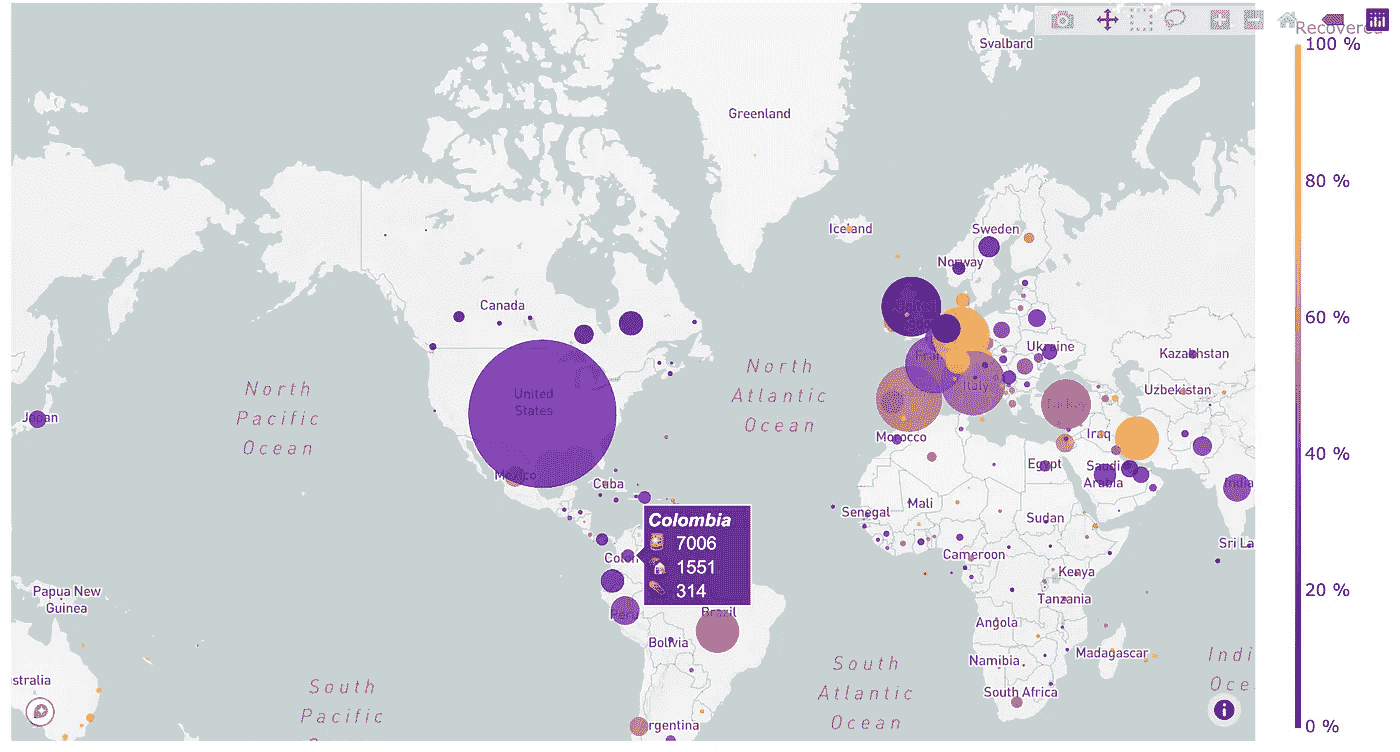 Svalbard
Recovered
100 %
Greenland
80 %
Iceland
Sweden
Norway
Canada
60 %
Ukraine
Kazakhstan
North
Pacific
Ocean
North
Atlantic
Ocean
United
States
Italy
Uzbekistan
Turkey
Japan
Morocco
Iraq
40 %
Mexico
Cuba
Egypt
Saudi
Arabia
India
Senegal
Mali
Sudan
Colombia
7006
1551
314
Colom
Cameroon
Sri La
Kenya
Papua New
Guinea
Tanzania
20 %
Peru
Brazil
Angola
Bolivia
Madagascar
Namibia
South
Atlantic
Ocean
Indi
Oce
South Africa
stralia
South
Pacific
rgentina
0 %